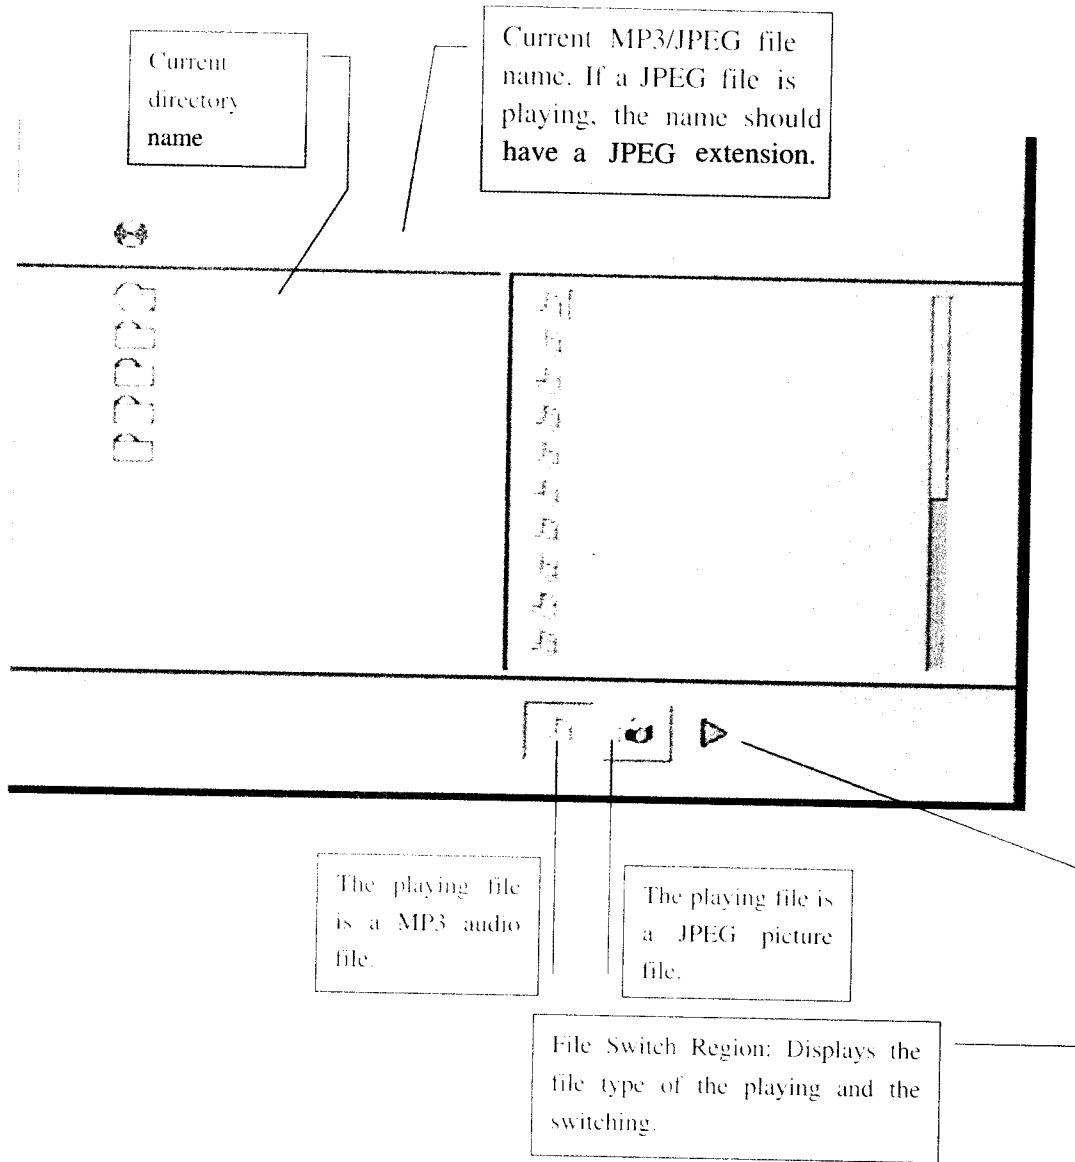 Current
directory
name
Current MP3/JPEG file
name. If a JPEG file is
playing, the name should
have a JPEG extension.
The playing file
is a MP3 audio
file.
The playing file is
a JPEG picture
file.
File Switch Region: Displays the
file type of the playing and the
switching.